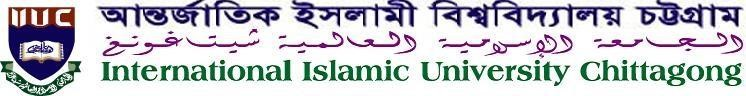 IIUC
আন্তর্জাতিক ইসলামী বিশ্ববিদ্যালয় চট্টগ্রাম
الجامعة الإسلامية العالمية شيتاغونغ
International Islamic University Chittagong